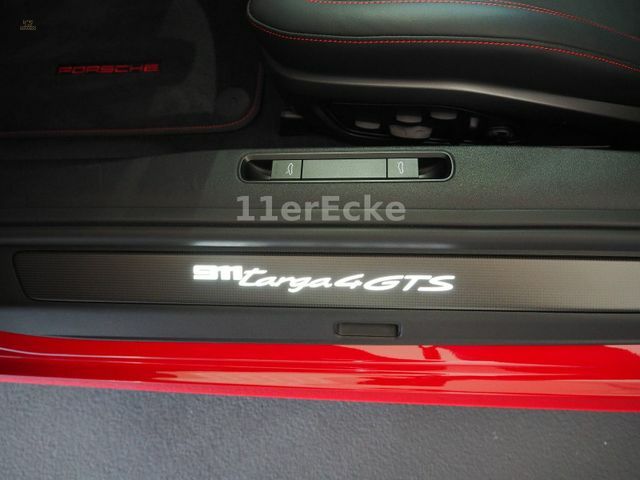 PORSCHE
11erEcke
911 targa 4 GTS